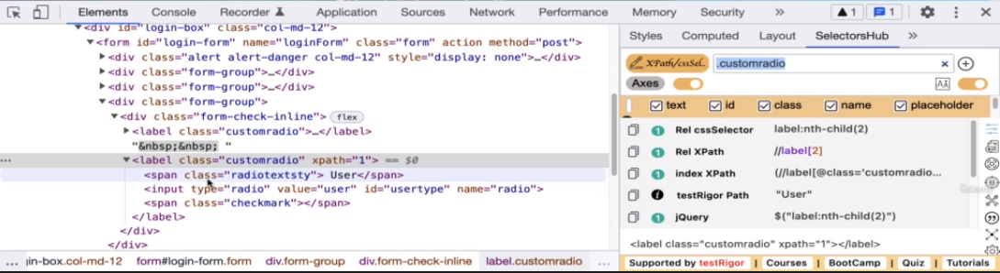 Elements Console Recorder Application Sources Network Performance Memory Security » 1 1
<div id="login-box" class="col-md-12">
<form id="login-form" name="loginForm" class="form" action method="post">
<div class="alert alert-danger col-md-12" style="display: none">…</div>
<div class="form-group">…</div>
<div class="form-group">…</div>
<div class="form-group">
<div class="form-check-inline"> flex
<label class="customradio">…</label>
"&nbsp;&nbsp; "
… <label class="customradio" xpath="1"> == $0
<span class="radiotextsty"> User</span>
<input type="radio" value="user" id="usertype" name="radio">
<span class="checkmark"></span>
</label>
</div>
</div>
… in-box.col-md-12 form#login-form.form div.form-group div.form-check-inline label.customradio …
Styles Computed Layout SelectorsHub »
XPath/cssSel.. .customradio
Axes
text id class name placeholder
1 Rel cssSelector label:nth-child(2)
1 Rel XPath //label[2]
1 index XPath (//label[@class='customradio...
testRigor Path "User"
1 jQuery $("label:nth-child(2)")
<label class="customradio" xpath="1"></label>
Supported by testRigor | Courses | BootCamp | Quiz | Tutorials